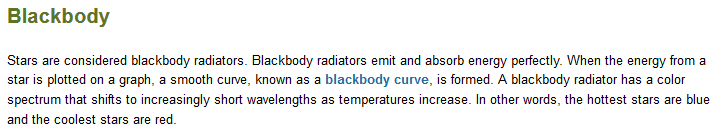 Blackbody
Stars are considered blackbody radiators. Blackbody radiators emit and absorb energy perfectly. When the energy from a
star is plotted on a graph, a smooth curve, known as a blackbody curve, is formed. A blackbody radiator has a color
spectrum that shifts to increasingly short wavelengths as temperatures increase. In other words, the hottest stars are blue
and the coolest stars are red.